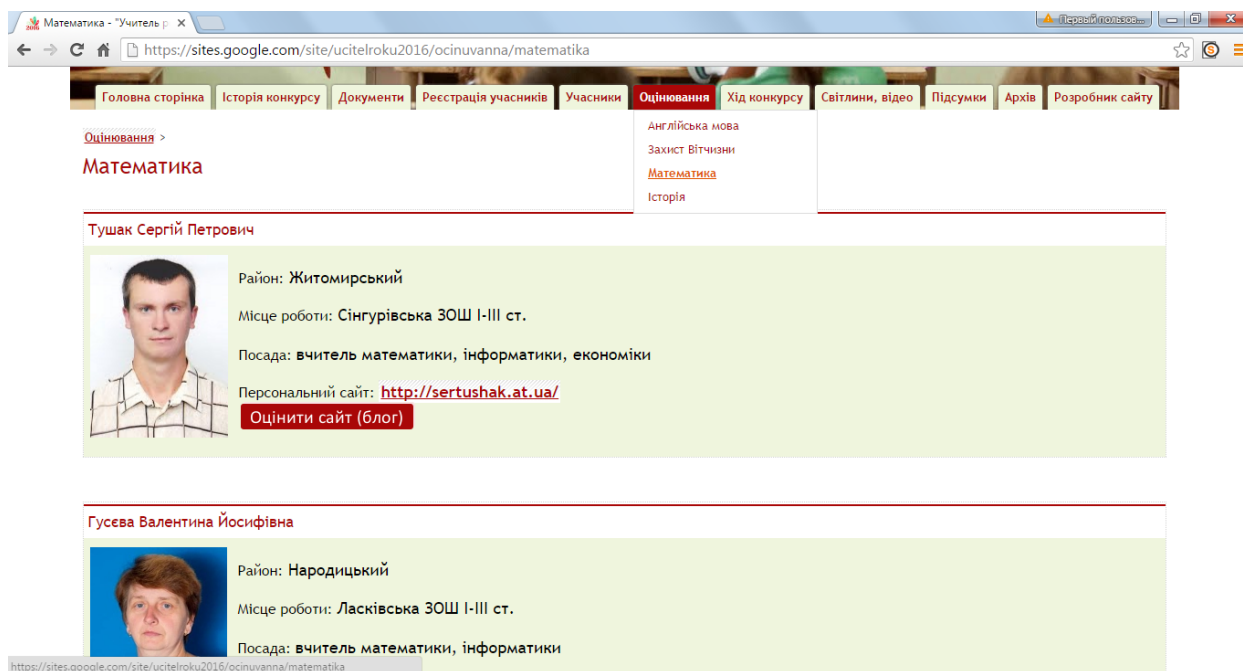 Математика - "Учитель р
Первый пользов...
https://sites.google.com/site/ucitelroku2016/ocinuvanna/matematika
Головна сторінка Історія конкурсу Документи Реєстрація учасників Учасники Оцінювання Хід конкурсу Світлини, відео Підсумки Архів Розробник сайту
Англійська мова
Захист Вітчизни
Математика
Історія
Оцінювання >
Математика
Тушак Сергій Петрович
Район: Житомирський
Місце роботи: Сінгурівська ЗОШ І-ІІІ ст.
Посада: вчитель математики, інформатики, економіки
Персональний сайт: http://sertushak.at.ua/
Оцінити сайт (блог)
Гусєва Валентина Йосифівна
Район: Народицький
Місце роботи: Ласківська ЗОШ І-ІІІ ст.
Посада: вчитель математики, інформатики
https://sites.google.com/site/ucitelroku2016/ocinuvanna/matematika